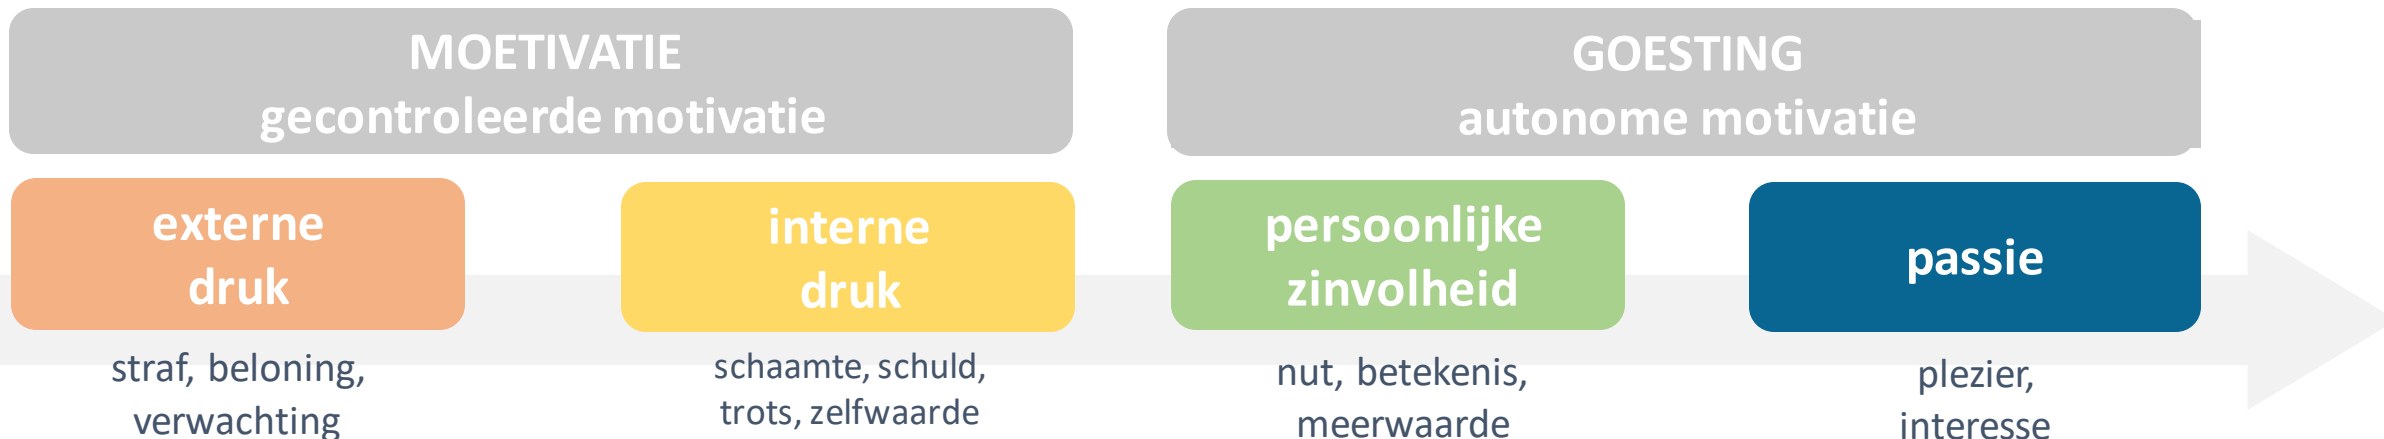 MOETIVATIE
gecontroleerde motivatie
GOESTING
autonome motivatie
externe
druk
interne
druk
persoonlijke
zinvolheid
passie
straf, beloning,
verwachting
schaamte, schuld,
trots, zelfwaarde
nut, betekenis,
meerwaarde
plezier,
interesse